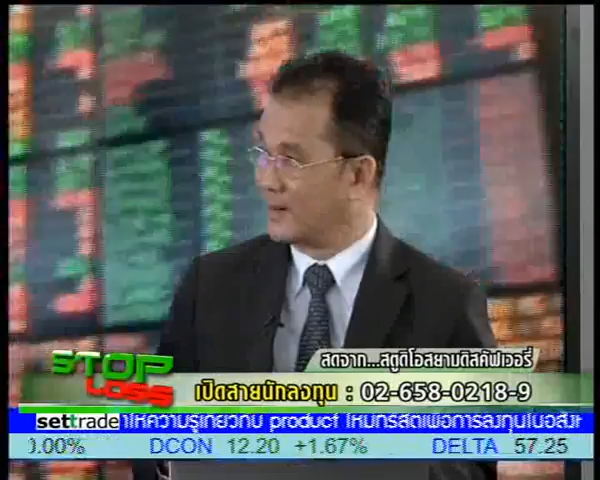 สดจาก...สตูดิโอสยามดิสคัฟเวอรี่
STOP LOSS
เปิดสายนักลงทุน : 02-658-0218-9
settrade product
0.00% DCON 12.20 +1.67% DELTA 57.25